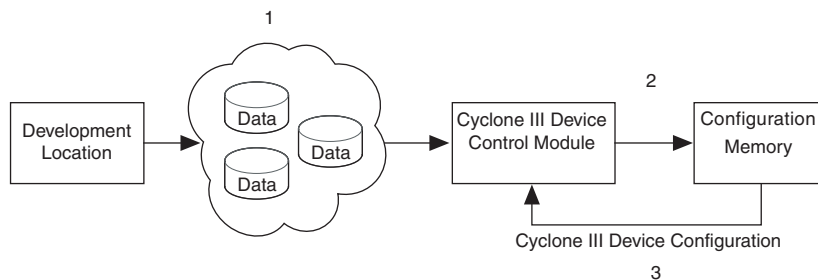 1
Development
Location
Data
Data
Data
Cyclone III Device
Control Module
2
Configuration
Memory
Cyclone III Device Configuration
3